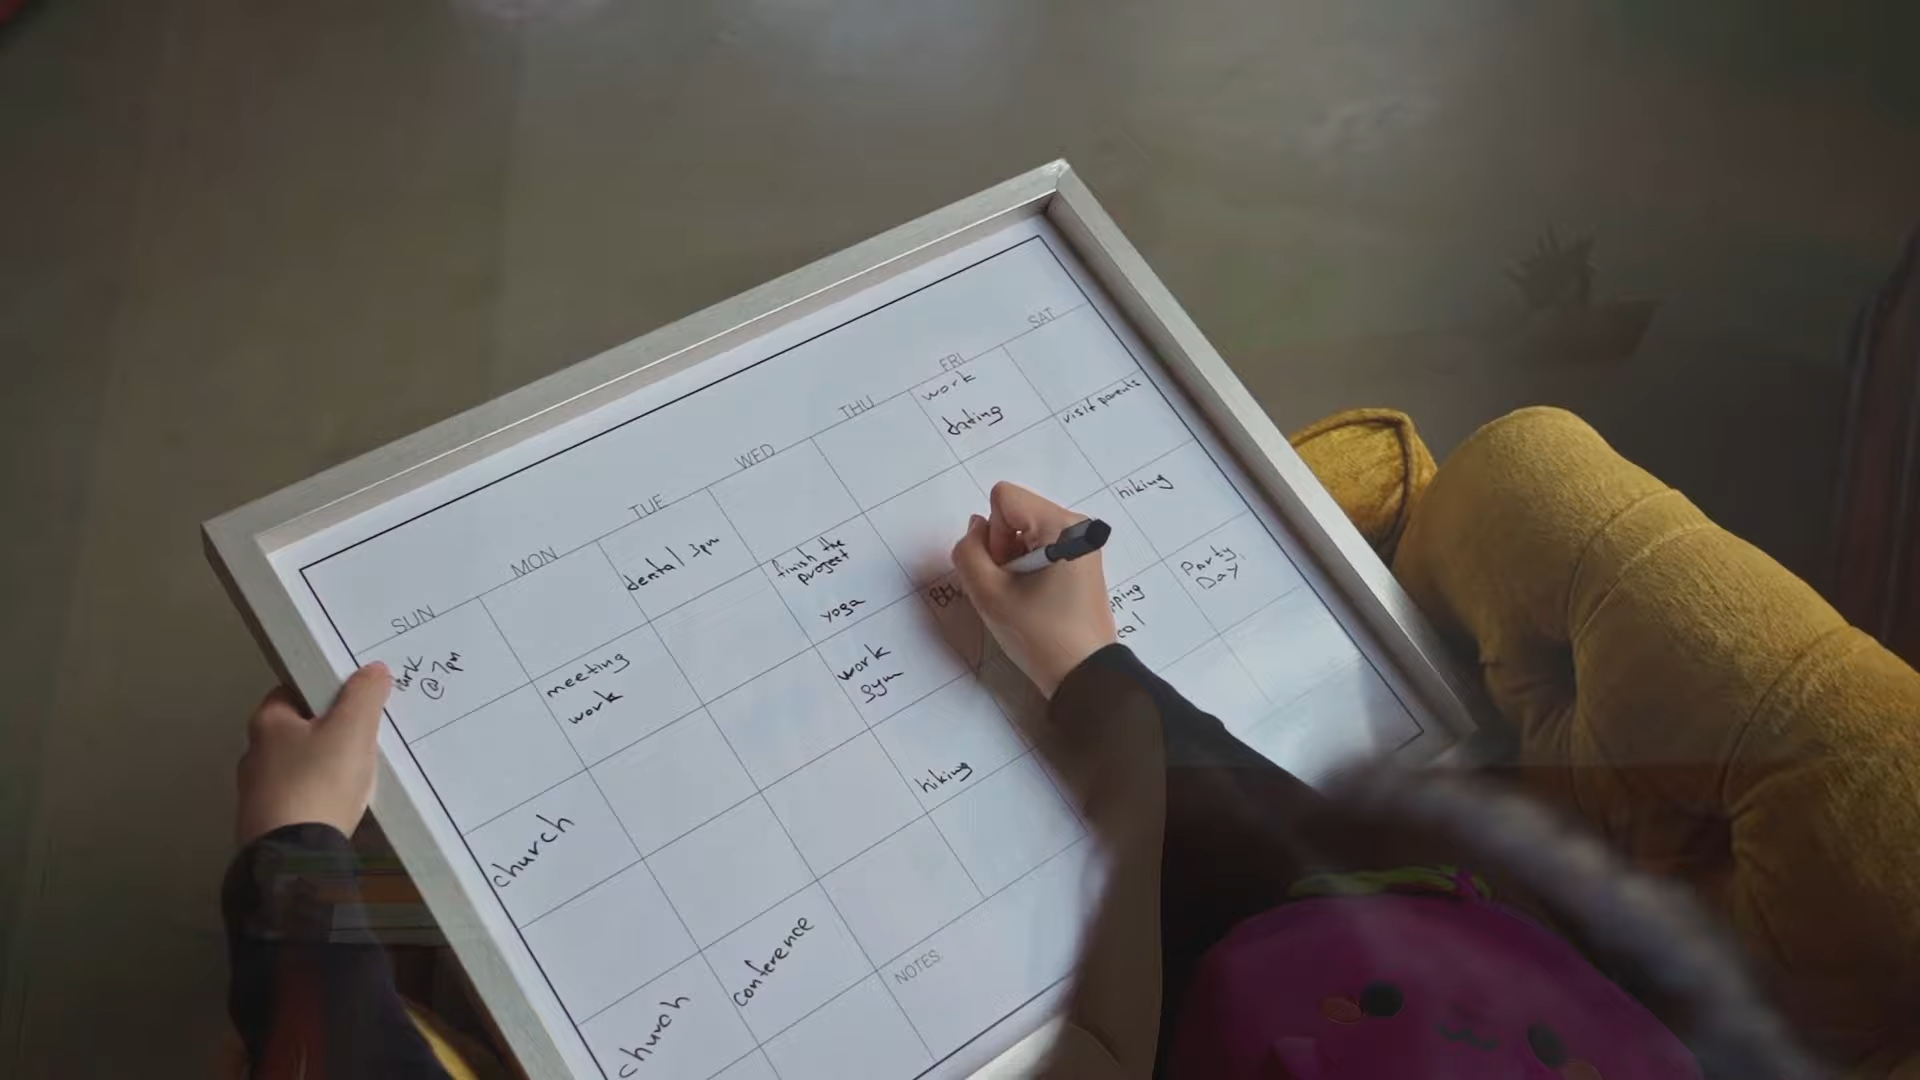 SUN
MON
TUE
WED
THU
FRI
SAT
@ 7pm
dental 3pm
work
dating
meeting
work
finish the
project
visit parents
yoga
hiking
church
work
gym
Party
Day
hiking
church
conference
NOTES